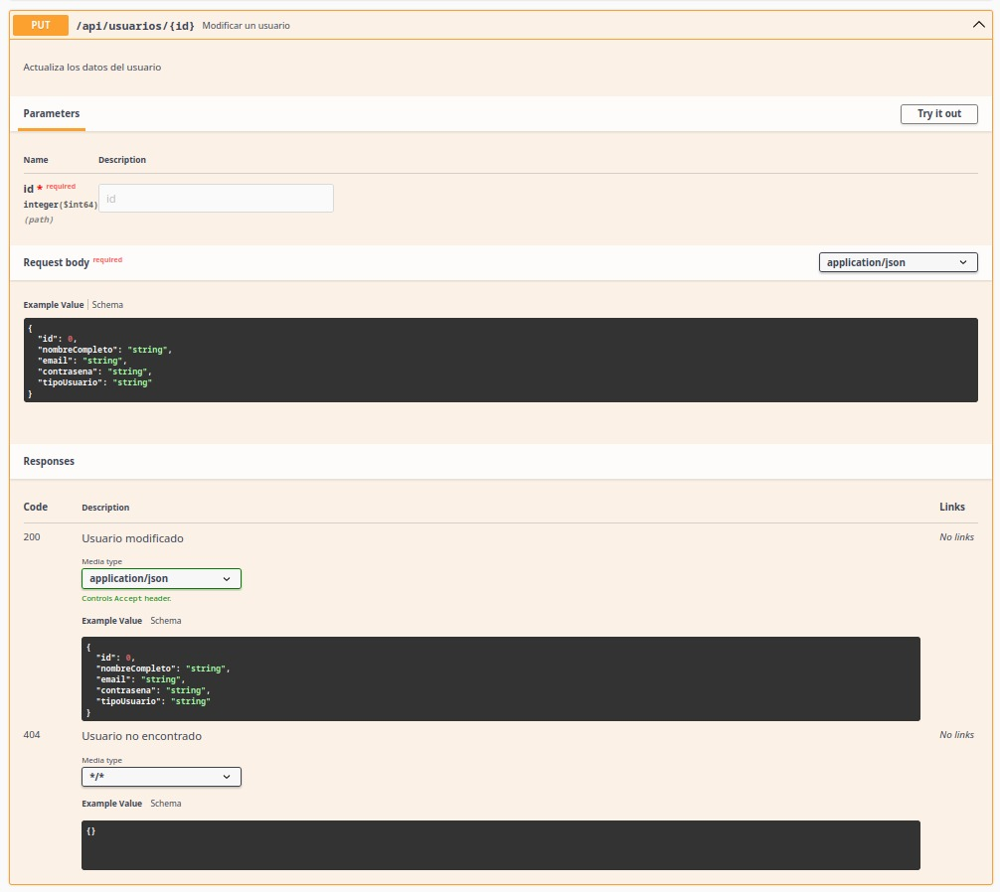 PUT /api/usuarios/{id} Modificar un usuario
Actualiza los datos del usuario
Parameters Try it out
Name Description
id * required
integer($int64) id
(path)
Request body required application/json
Example Value Schema
{
"id": 0,
"nombreCompleto": "string",
"email": "string",
"contrasena": "string",
"tipoUsuario": "string"
}
Responses
Code Description Links
200 Usuario modificado No links
Media type
application/json
Controls Accept header.
Example Value Schema
{
"id": 0,
"nombreCompleto": "string",
"email": "string",
"contrasena": "string",
"tipoUsuario": "string"
}
404 Usuario no encontrado No links
Media type
*/*
Example Value Schema
{}